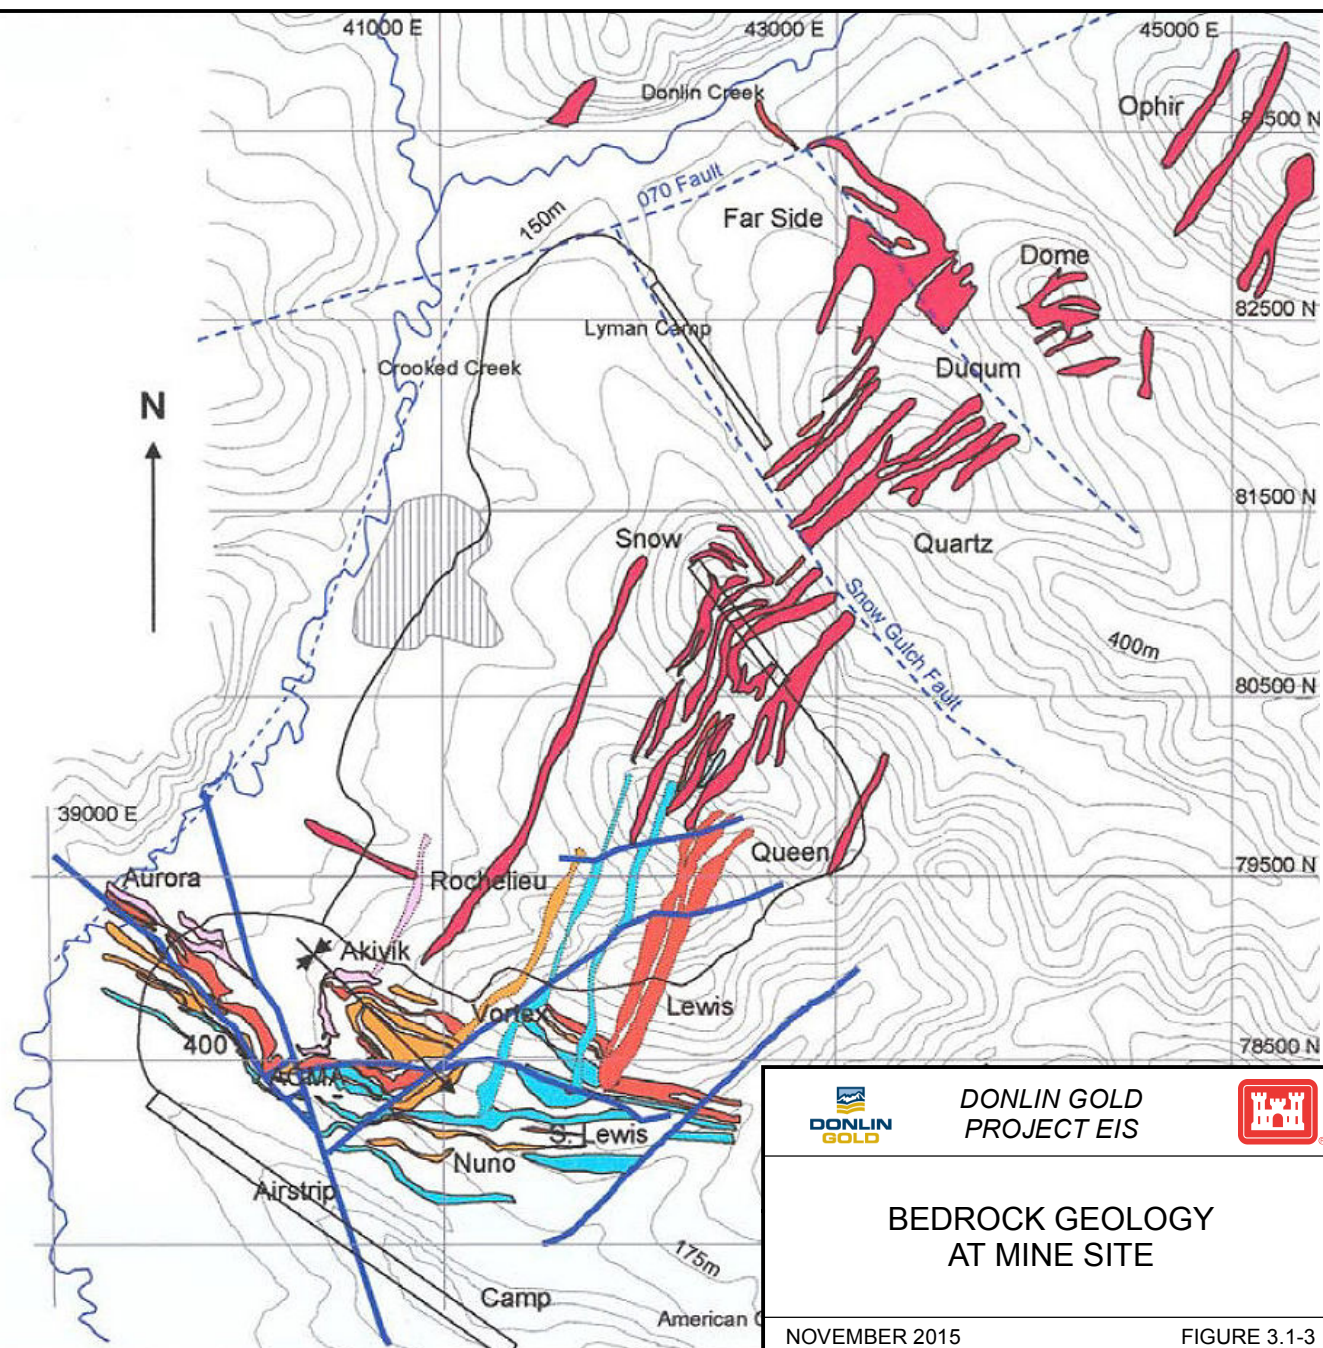 41000 E
43000 E
45000 E
Donlin Creek
Ophir
500 N
070 Fault
150m
Far Side
Dome
82500 N
Lyman Camp
Crooked Creek
Duqum
N
81500 N
Snow
Quartz
Snow Gulch Fault
400m
80500 N
39000 E
Queen
79500 N
Aurora
Rochelieu
Akivik
Vortex
Lewis
400
78500 N
ACMA
S. Lewis
Nuno
Airstrip
175m
Camp
American
DONLIN
GOLD
DONLIN GOLD
PROJECT EIS
®
BEDROCK GEOLOGY
AT MINE SITE
NOVEMBER 2015
FIGURE 3.1-3